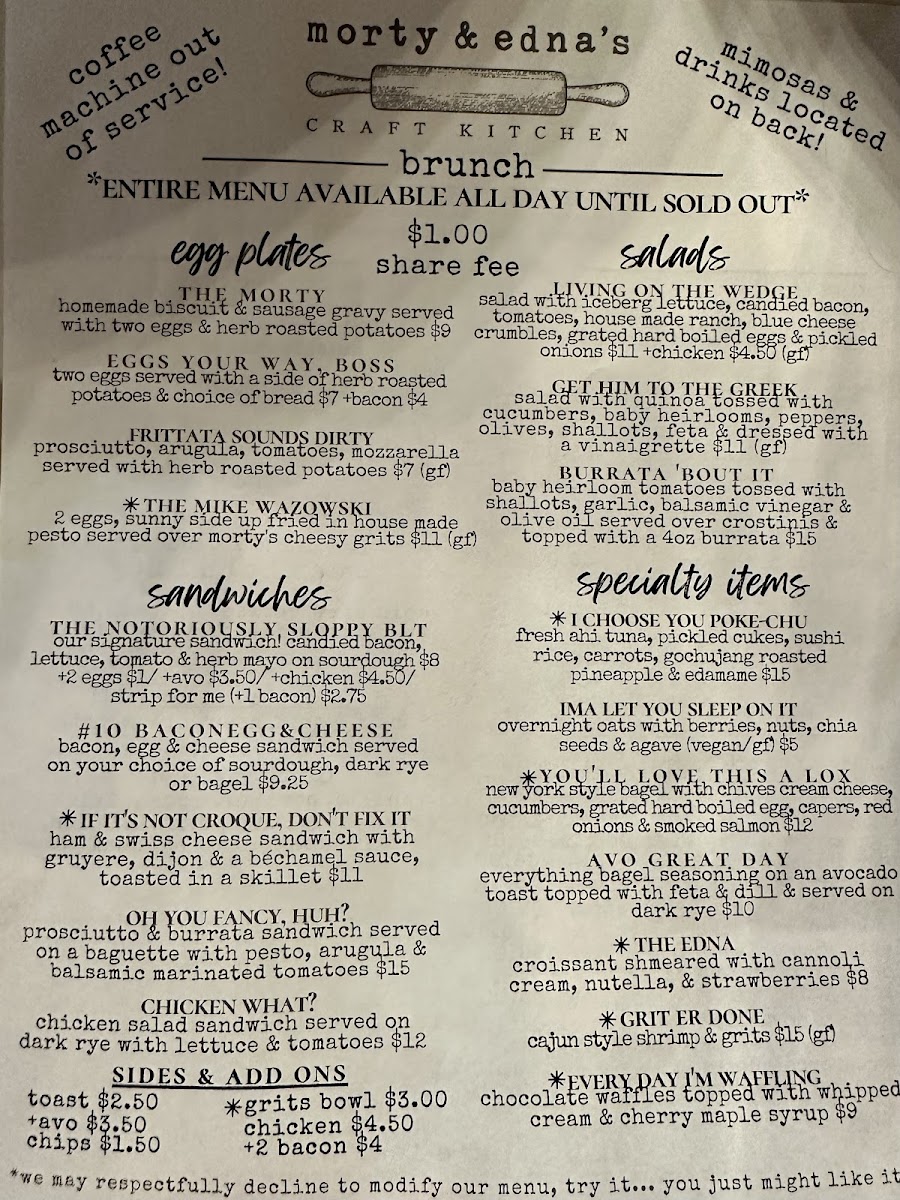 coffee
machine out
of service!
morty & edna's
CRAFT KITCHEN
mimosas &
drinks located
on back!
brunch
*ENTIRE MENU AVAILABLE ALL DAY UNTIL SOLD OUT*
$1.00
share fee
egg plates
THE MORTY
homemade biscuit & sausage gravy served
with two eggs & herb roasted potatoes $9
EGGS YOUR WAY, BOSS
two eggs served with a side of herb roasted
potatoes & choice of bread $7 +bacon $4
FRITTATA SOUNDS DIRTY
prosciutto, arugula, tomatoes, mozzarella
served with herb roasted potatoes $7 (gf)
*THE MIKE WAZOWSKI
2 eggs, sunny side up fried in house made
pesto served over morty's cheesy grits $11 (gf)
salads
LIVING ON THE WEDGE
salad with iceberg lettuce, candied bacon,
tomatoes, house made ranch, blue cheese
crumbles, grated hard boiled eggs & pickled
onions $11 +chicken $4.50 (gf)
GET HIM TO THE GREEK
salad with quinoa tossed with
cucumbers, baby heirlooms, peppers,
olives, shallots, feta & dressed with
a vinaigrette $11 (gf)
BURRATA 'BOUT IT
baby heirloom tomatoes tossed with
shallots, garlic, balsamic vinegar &
olive oil served over crostinis &
topped with a 4oz burrata $15
sandwiches
THE NOTORIOUSLY SLOPPY BLT
our signature sandwich! candied bacon,
lettuce, tomato & herb mayo on sourdough $8
+2 eggs $1/ +avo $3.50/ +chicken $4.50/
strip for me (+1 bacon) $2.75
#10 BACONEGG&CHEESE
bacon, egg & cheese sandwich served
on your choice of sourdough, dark rye
or bagel $9.25
*IF IT'S NOT CROQUE, DON'T FIX IT
ham & swiss cheese sandwich with
gruyere, dijon & a béchamel sauce,
toasted in a skillet $11
OH YOU FANCY, HUH?
prosciutto & burrata sandwich served
on a baguette with pesto, arugula &
balsamic marinated tomatoes $15
CHICKEN WHAT?
chicken salad sandwich served on
dark rye with lettuce & tomatoes $12
SIDES & ADD ONS
toast $2.50
+avo $3.50
chips $1.50
*grits bowl $3.00
chicken $4.50
+2 bacon $4
specialty items
*I CHOOSE YOU POKE-CHU
fresh ahi tuna, pickled cukes, sushi
rice, carrots, gochujang roasted
pineapple & edamame $15
IMA LET YOU SLEEP ON IT
overnight oats with berries, nuts, chia
seeds & agave (vegan/gf) $5
*YOU'LL LOVE THIS A LOX
new york style bagel with chives cream cheese,
cucumbers, grated hard boiled egg, capers, red
onions & smoked salmon $12
AVO GREAT DAY
everything bagel seasoning on an avocado
toast topped with feta & dill & served on
dark rye $10
*THE EDNA
croissant shmeared with cannoli
cream, nutella, & strawberries $8
*GRIT ER DONE
cajun style shrimp & grits $15 (gf)
*EVERY DAY I'M WAFFLING
chocolate waffles topped with whipped
cream & cherry maple syrup $9
*we may respectfully decline to modify our menu, try it... you just might like it